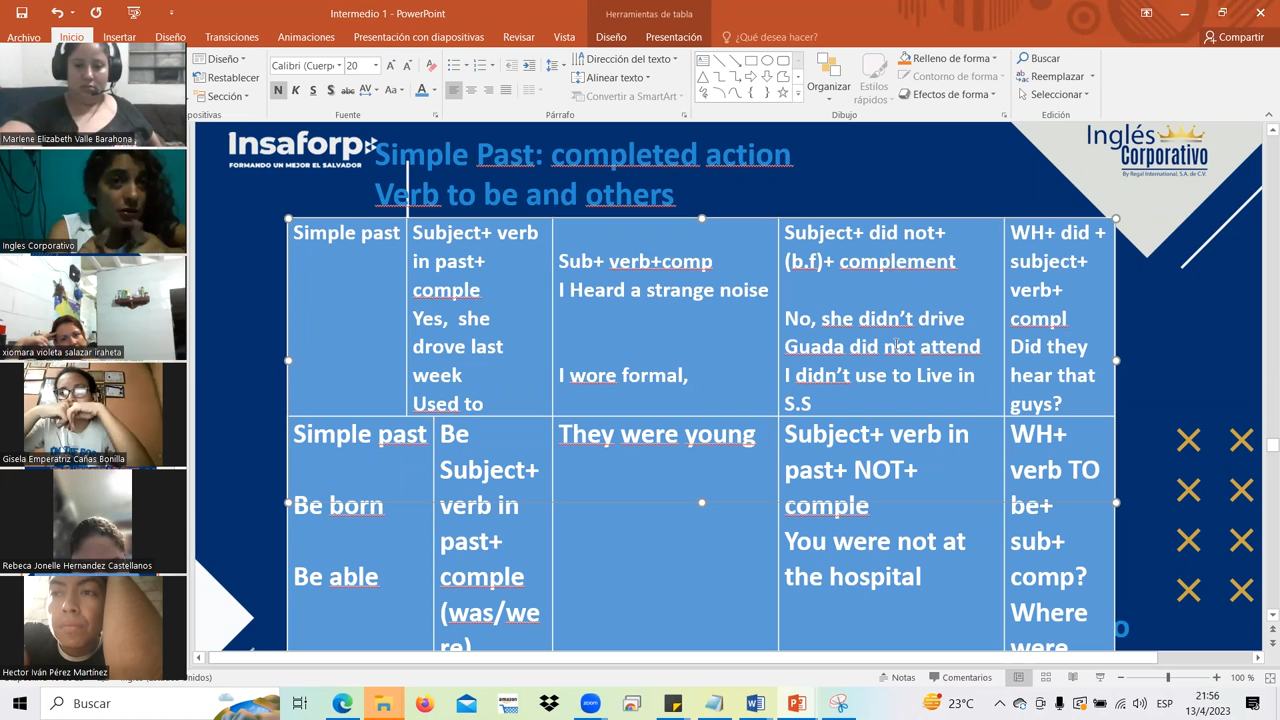 Intermedio 1 - PowerPoint
Herramientas de tabla
Archivo Inicio Insertar Diseño Transiciones Animaciones Presentación con diapositivas Revisar Vista Diseño Presentación ¿Qué desea hacer? Compartir
Diseño
Restablecer
Sección
positivas
Calibri (Cuerp 20
N K S S abc AV Aa A
Fuente
Dirección del texto
Alinear texto
Convertir a SmartArt
Párrafo
Organizar
Estilos
rápidos
Relleno de forma
Contorno de forma
Efectos de forma
Dibujo
Buscar
Reemplazar
Seleccionar
Edición
Marlene Elizabeth Valle Barahona
Ingles Corporativo
xiomara violeta salazar iraheta
Gisela Emperatriz Cañas Bonilla
Rebeca Jonelle Hernandez Castellanos
Hector Iván Pérez Martínez
Insaforp
FORMANDO UN MEJOR EL SALVADOR
Inglés
Corporativo
By Regal International, S.A. de C.V.
Simple Past: completed action
Verb to be and others
Simple past
Subject+ verb
in past+
comple
Yes, she
drove last
week
Used to
Sub+ verb+comp
I Heard a strange noise
I wore formal,
Subject+ did not+
(b.f)+ complement
No, she didn't drive
Guada did not attend
I didn't use to Live in
S.S
WH+ did +
subject+
verb+
compl
Did they
hear that
guys?
Simple past
Be born
Be able
Be
Subject+
verb in
past+
comple
(was/we
re)
They were young
Subject+ verb in
past+ NOT+
comple
You were not at
the hospital
WH+
verb TO
be+
sub+
comp?
Where
were
Notas
Comentarios
100 %
Buscar
amazon
zoom
23°C
ESP
21:56
13/4/2023